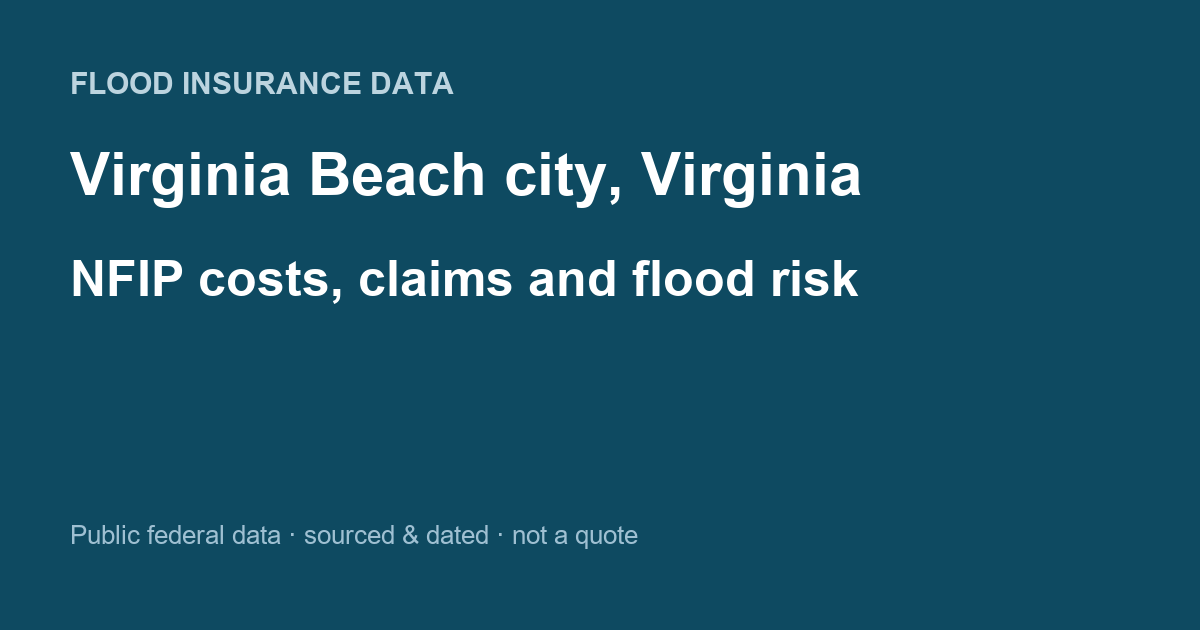 FLOOD INSURANCE DATA
Virginia Beach city, Virginia
NFIP costs, claims and flood risk
Public federal data · sourced & dated · not a quote